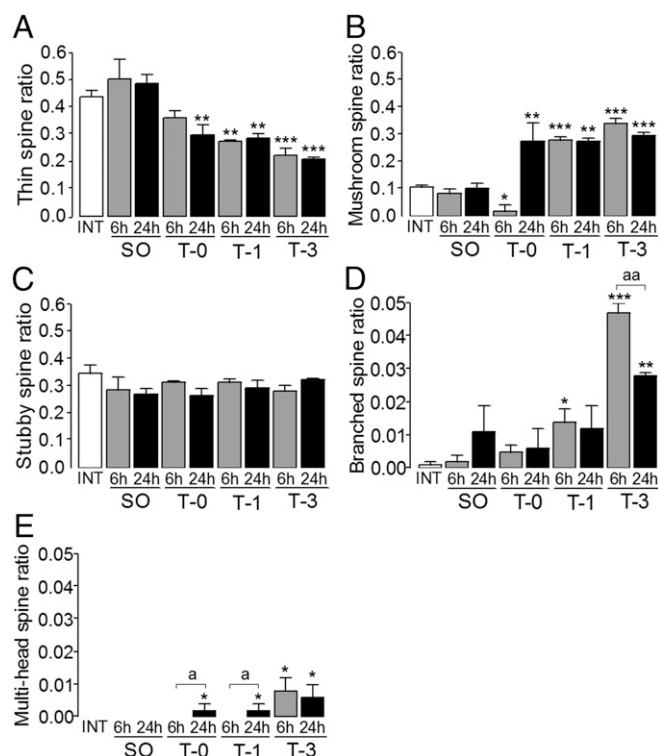 A
Thin spine ratio
0.6
0.5
0.4
0.3
0.2
0.1
0
** ** ** *** ***
INT 6h 24h 6h 24h 6h 24h 6h 24h
SO T-0 T-1 T-3
B
Mushroom spine ratio
0.6
0.5
0.4
0.3
0.2
0.1
0
* ** *** ** *** ***
INT 6h 24h 6h 24h 6h 24h 6h 24h
SO T-0 T-1 T-3
C
Stubby spine ratio
0.6
0.5
0.4
0.3
0.2
0.1
0.0
INT 6h 24h 6h 24h 6h 24h 6h 24h
SO T-0 T-1 T-3
D
Branched spine ratio
0.05
0.04
0.03
0.02
0.01
0.00
aa
* *** **
INT 6h 24h 6h 24h 6h 24h 6h 24h
SO T-0 T-1 T-3
E
Multi-head spine ratio
0.05
0.04
0.03
0.02
0.01
0.00
a a
* * * *
INT 6h 24h 6h 24h 6h 24h 6h 24h
SO T-0 T-1 T-3